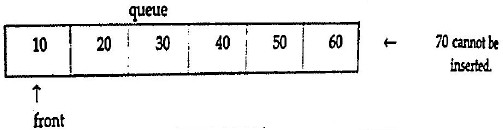 queue
10 20 30 40 50 60 ← 70 cannot be
inserted.
↑
front